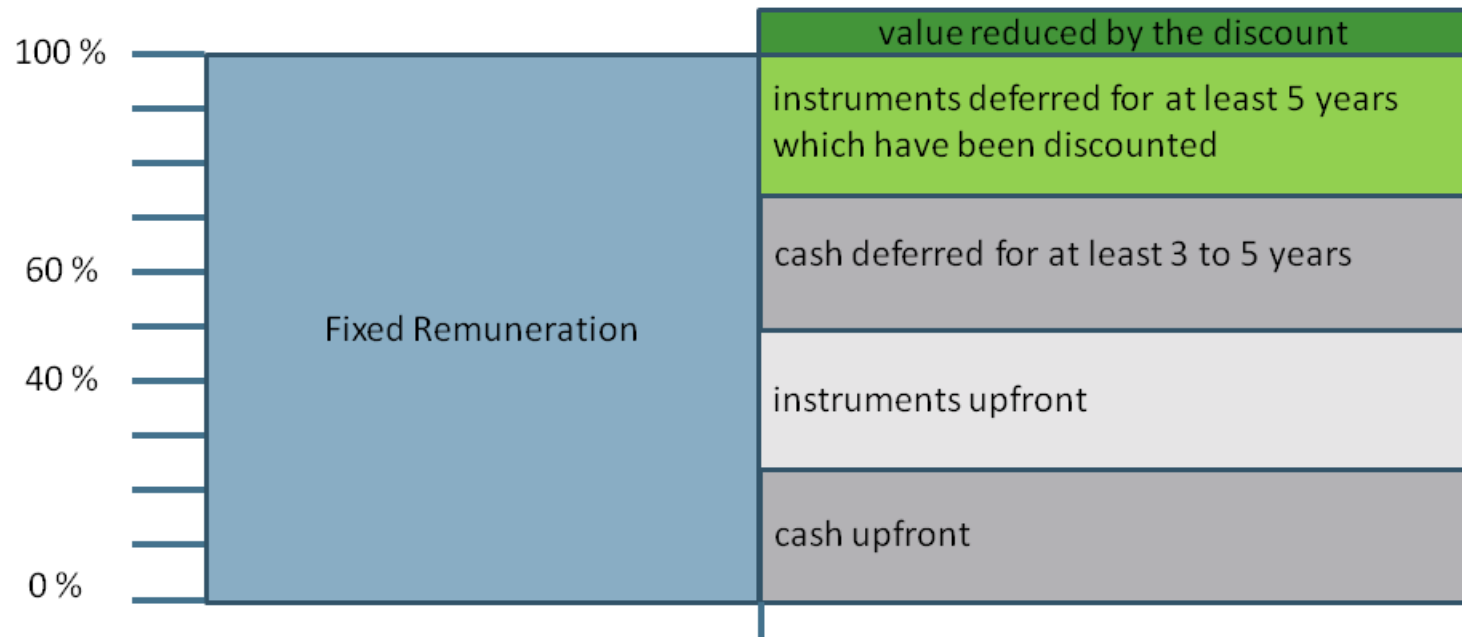 value reduced by the discount
100 %
instruments deferred for at least 5 years
which have been discounted
cash deferred for at least 3 to 5 years
60 %
Fixed Remuneration
40 %
instruments upfront
cash upfront
0 %